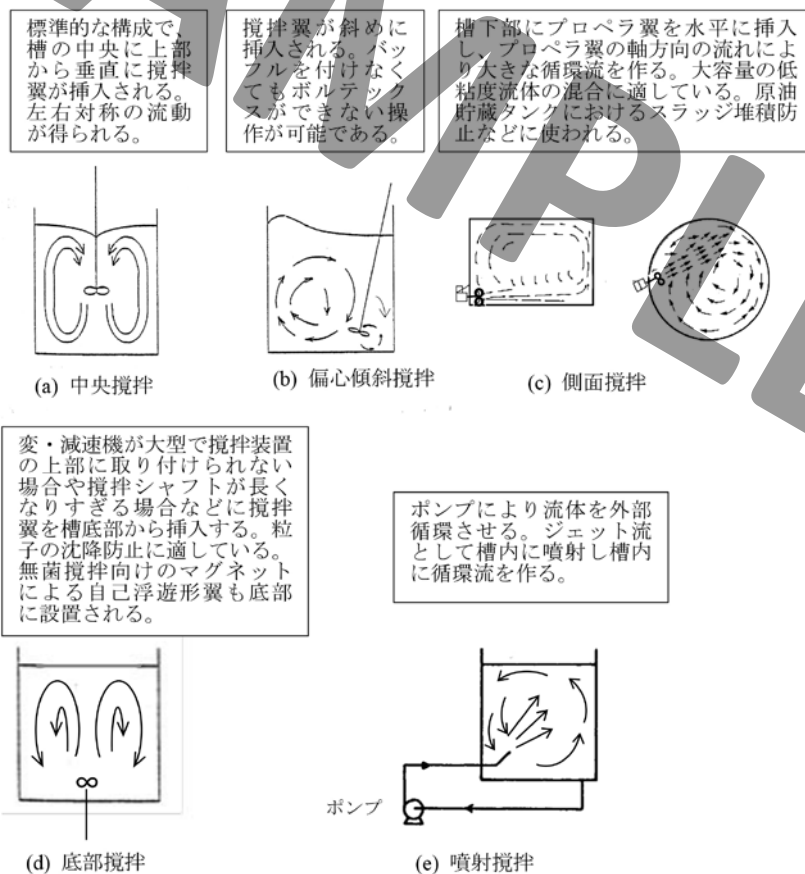 標準的な構成で、
槽の中央に上部
から垂直に撹拌
翼が挿入される。
左右対称の流動
が得られる。
撹拌翼が斜めに
挿入される。バッ
フルを付けなく
てもボルテック
スができない操
作が可能である。
槽下部にプロペラ翼を水平に挿入
し、プロペラ翼の軸方向の流れによ
り大きな循環流を作る。大容量の低
粘度流体の混合に適している。原油
貯蔵タンクにおけるスラッジ堆積防
止などに使われる。
(a) 中央撹拌
(b) 偏心傾斜撹拌
(c) 側面撹拌
変・減速機が大型で撹拌装置
の上部に取り付けられない
場合や撹拌シャフトが長く
なりすぎる場合などに撹拌
翼を槽底部から挿入する。粒
子の沈降防止に適している。
無菌撹拌向けのマグネット
による自己浮遊形翼も底部
に設置される。
ポンプにより流体を外部
循環させる。ジェット流
として槽内に噴射し槽内
に循環流を作る。
ポンプ
(d) 底部撹拌
(e) 噴射撹拌